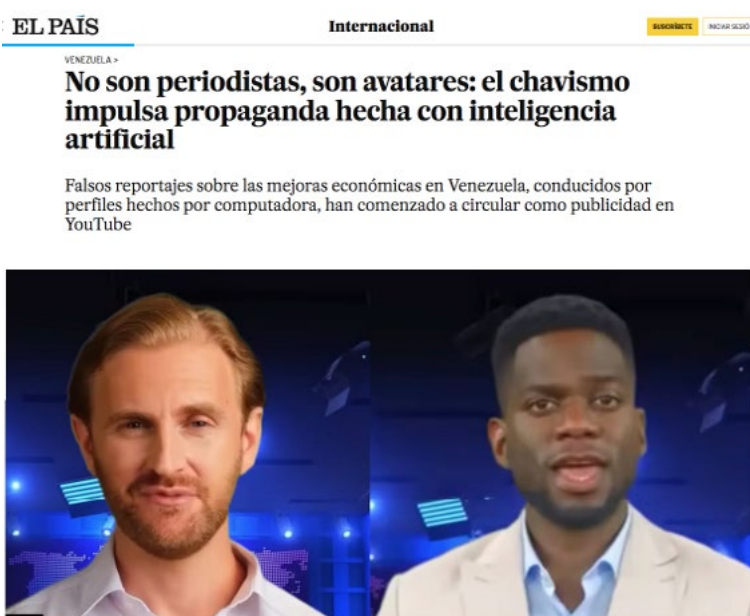 EL PAÍS
Internacional
SUSCRÍBETE
INICIAR SESIÓ
VENEZUELA >
No son periodistas, son avatares: el chavismo
impulsa propaganda hecha con inteligencia
artificial
Falsos reportajes sobre las mejoras económicas en Venezuela, conducidos por
perfiles hechos por computadora, han comenzado a circular como publicidad en
YouTube